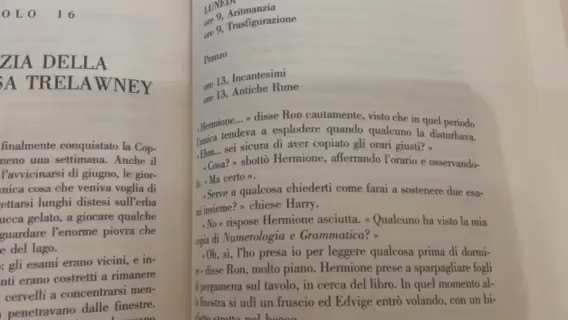 OLO 16
ZIA DELLA
SA TRELAWNEY
finalmente conquistato la Cop-
meno una settimana. Anche il
l'avvicinarsi di giugno, le gior-
unica cosa che veniva voglia di
gettarsi lunghi distesi sull'erba
ucca gelato, a giocare qualche
guardare l'enorme piovra che
e del lago.
: gli esami erano vicini, e in-
enti erano costretti a rimanere
cervelli a concentrarsi men-
penetravano dalle finestre.
LUNEDÌ
ore 9, Aritmanzia
ore 9, Trasfigurazione
Pranzo
ore 13, Incantesimi
ore 13, Antiche Rune
«Hermione...» disse Ron cautamente, visto che in quel periodo
l'amica tendeva a esplodere quando qualcuno la disturbava.
«Ehm... sei sicura di aver copiato gli orari giusti?»
«Cosa?» sbottò Hermione, afferrando l'orario e osservando-
lo. «Ma certo».
«Serve a qualcosa chiederti come farai a sostenere due esa-
mi insieme?» chiese Harry.
«No» rispose Hermione asciutta. «Qualcuno ha visto la mia
copia di Numerologia e Grammatica?»
«Oh, sì, l'ho presa io per leggere qualcosa prima di dormi-
re» disse Ron, molto piano. Hermione prese a sparpagliare fogli
di pergamena sul tavolo, in cerca del libro. In quel momento al-
la finestra si udì un fruscio ed Edvige entrò volando, con un bi-
stretto nel becco